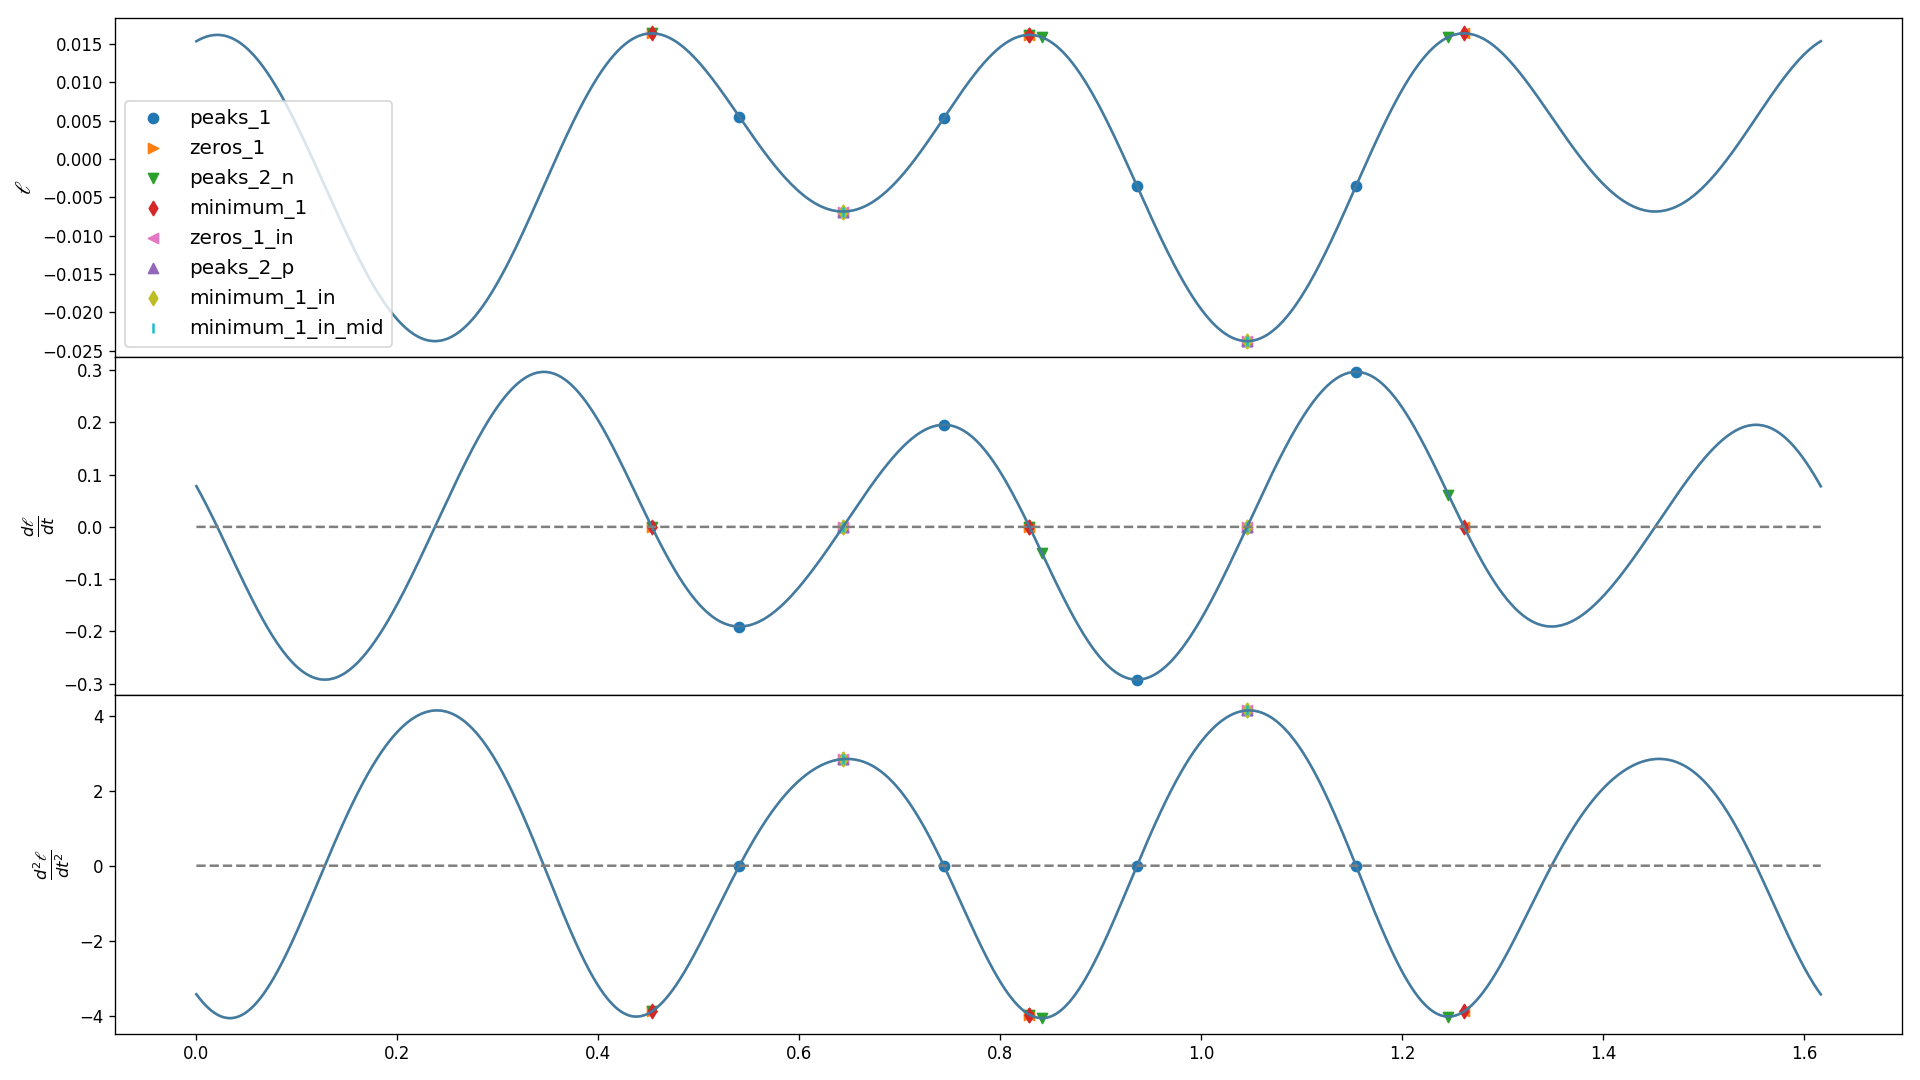 0.015
0.010
0.005
0.000
−0.005
−0.010
−0.015
−0.020
−0.025
ℓ
peaks_1
zeros_1
peaks_2_n
minimum_1
zeros_1_in
peaks_2_p
minimum_1_in
minimum_1_in_mid
0.3
0.2
0.1
0.0
−0.1
−0.2
−0.3
dℓ
dt
4
2
0
−2
−4
d²ℓ
dt²
0.0 0.2 0.4 0.6 0.8 1.0 1.2 1.4 1.6